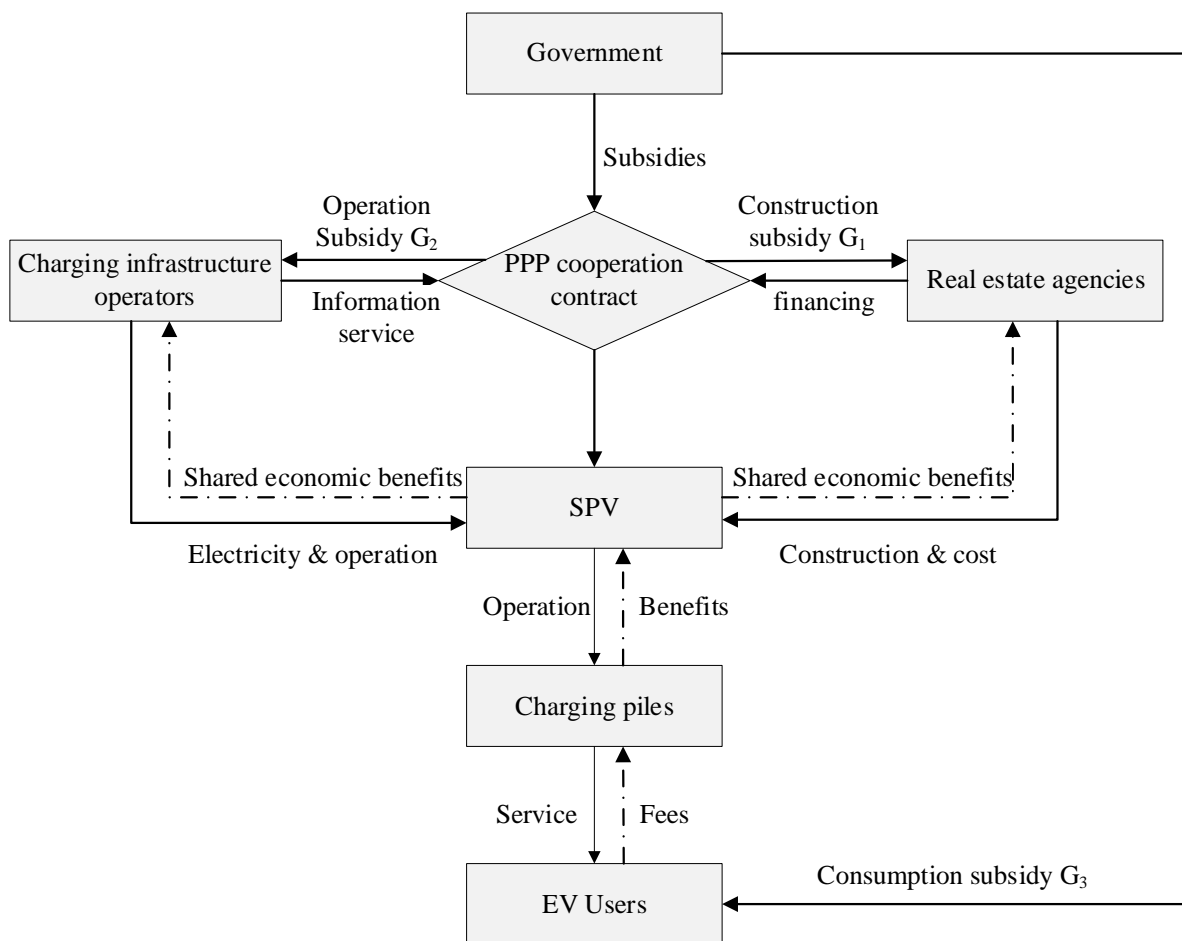 Government
Subsidies
Operation
Subsidy G₂
Construction
subsidy G₁
Charging infrastructure
operators
PPP cooperation
contract
Real estate agencies
Information
service
financing
Shared economic benefits
Shared economic benefits
SPV
Electricity & operation
Construction & cost
Operation
Benefits
Charging piles
Service
Fees
Consumption subsidy G₃
EV Users